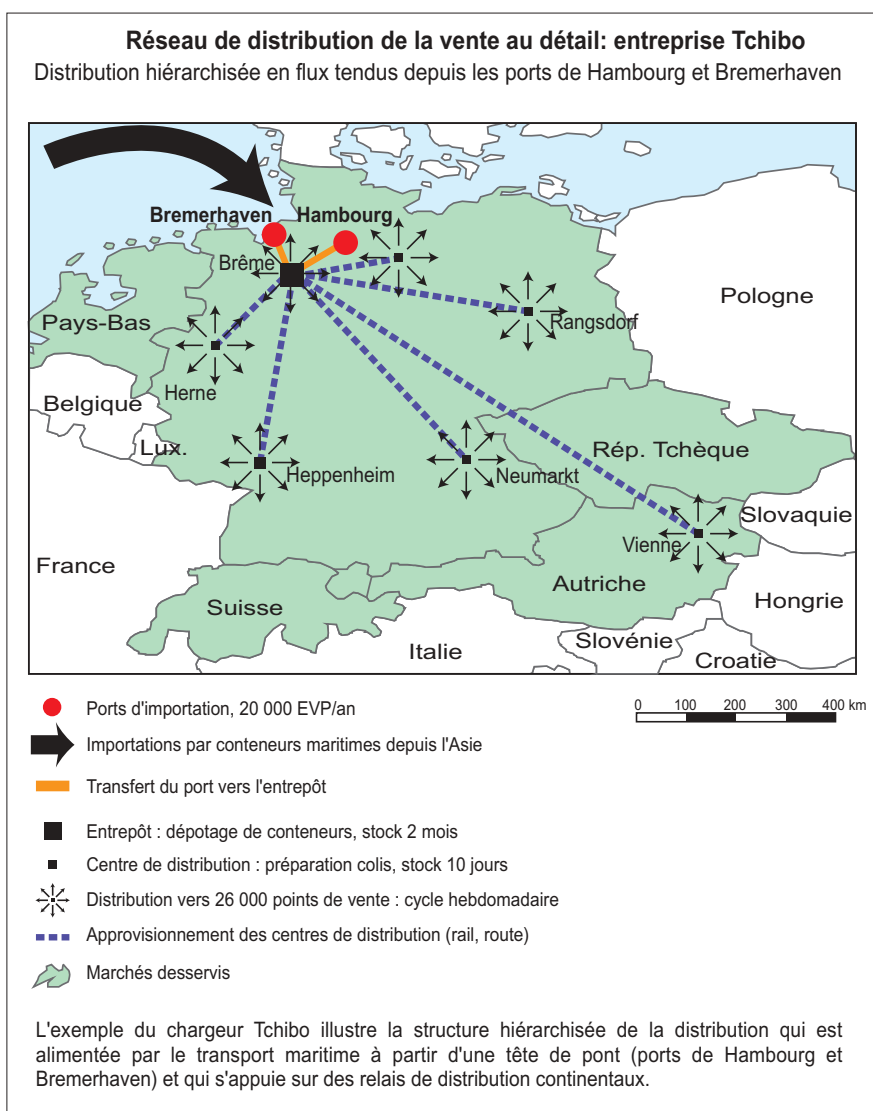 Réseau de distribution de la vente au détail: entreprise Tchibo
Distribution hiérarchisée en flux tendus depuis les ports de Hambourg et Bremerhaven
Bremerhaven
Hambourg
Brême
Pologne
Rangsdorf
Pays-Bas
Herne
Belgique
Lux.
Heppenheim
Neumarkt
Rép. Tchèque
Slovaquie
Vienne
France
Autriche
Hongrie
Suisse
Slovénie
Italie
Croatie
Ports d'importation, 20 000 EVP/an
0 100 200 300 400 km
Importations par conteneurs maritimes depuis l'Asie
Transfert du port vers l'entrepôt
Entrepôt : dépotage de conteneurs, stock 2 mois
Centre de distribution : préparation colis, stock 10 jours
Distribution vers 26 000 points de vente : cycle hebdomadaire
Approvisionnement des centres de distribution (rail, route)
Marchés desservis
L'exemple du chargeur Tchibo illustre la structure hiérarchisée de la distribution qui est
alimentée par le transport maritime à partir d'une tête de pont (ports de Hambourg et
Bremerhaven) et qui s'appuie sur des relais de distribution continentaux.